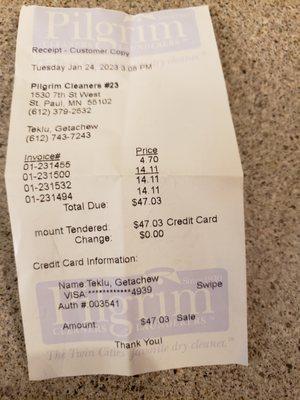 Pilgrim
Receipt - Customer Copy
Tuesday Jan 24, 2023 3:08 PM
Pilgrim Cleaners #23
1530 7th St West
St. Paul, MN 55102
(612) 379-2532
Teklu, Getachew
(612) 743-7243
Invoice# Price
01-231455 4.70
01-231500 14.11
01-231532 14.11
01-231494 14.11
Total Due: $47.03
mount Tendered: $47.03 Credit Card
Change: $0.00
Credit Card Information:
Name Teklu, Getachew
VISA ************4939 Swipe
Auth #:003541
Since 1930
Pilgrim
Amount: $47.03 Sale
Thank You!
The Twin Cities' favorite dry cleaner.